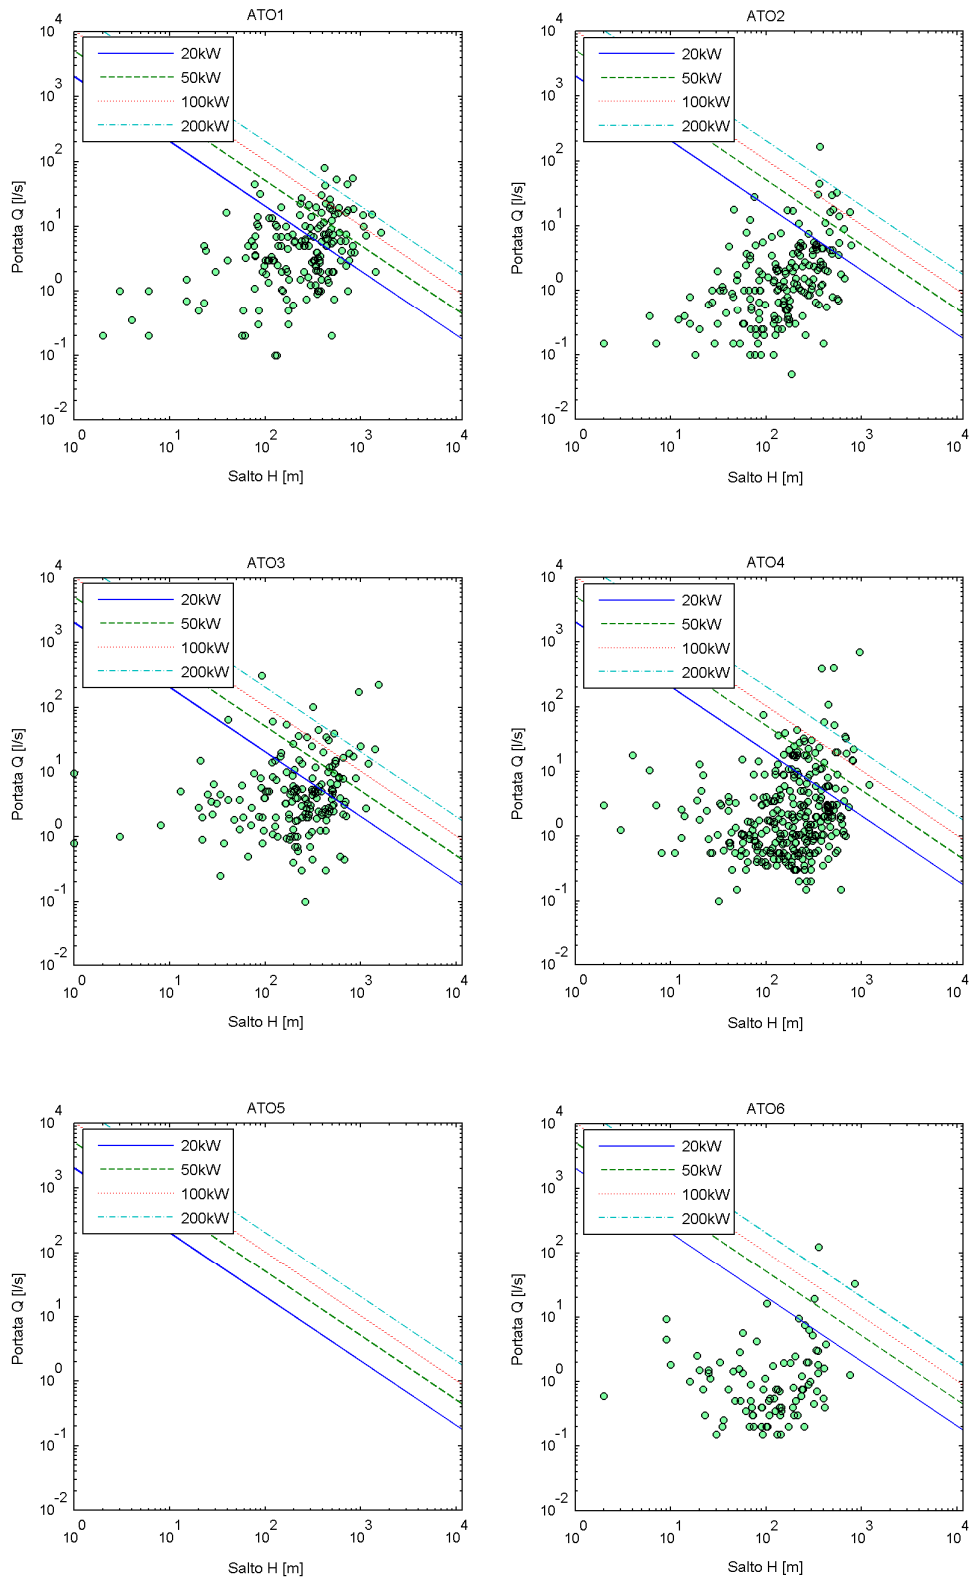 ATO1
10^4
10^3
10^2
10^1
10^0
10^-1
10^-2
Portata Q [l/s]
20kW
50kW
100kW
200kW
10^0
10^1
10^2
10^3
10^4
Salto H [m]
ATO2
10^4
10^3
10^2
10^1
10^0
10^-1
10^-2
Portata Q [l/s]
20kW
50kW
100kW
200kW
10^0
10^1
10^2
10^3
10^4
Salto H [m]
ATO3
10^4
10^3
10^2
10^1
10^0
10^-1
10^-2
Portata Q [l/s]
20kW
50kW
100kW
200kW
10^0
10^1
10^2
10^3
10^4
Salto H [m]
ATO4
10^4
10^3
10^2
10^1
10^0
10^-1
10^-2
Portata Q [l/s]
20kW
50kW
100kW
200kW
10^0
10^1
10^2
10^3
10^4
Salto H [m]
ATO5
10^4
10^3
10^2
10^1
10^0
10^-1
10^-2
Portata Q [l/s]
20kW
50kW
100kW
200kW
10^0
10^1
10^2
10^3
10^4
Salto H [m]
ATO6
10^4
10^3
10^2
10^1
10^0
10^-1
10^-2
Portata Q [l/s]
20kW
50kW
100kW
200kW
10^0
10^1
10^2
10^3
10^4
Salto H [m]